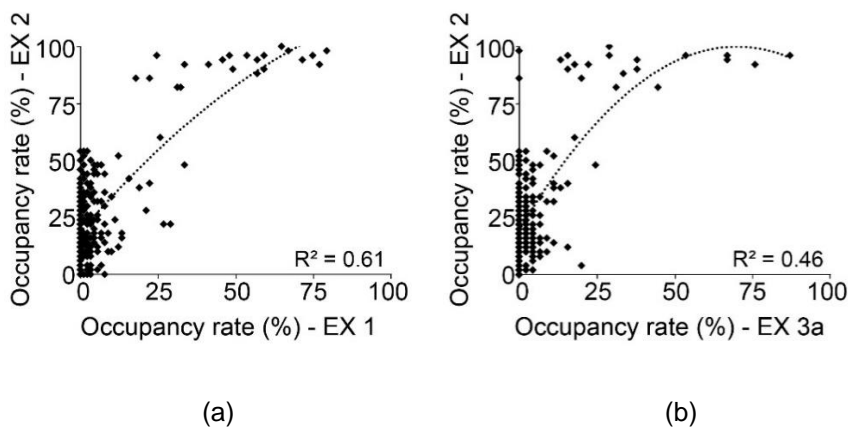 Occupancy rate (%) - EX 2
100
75
50
25
0
R² = 0.61
0 25 50 75 100
Occupancy rate (%) - EX 1
(a)
Occupancy rate (%) - EX 2
100
75
50
25
0
R² = 0.46
0 25 50 75 100
Occupancy rate (%) - EX 3a
(b)